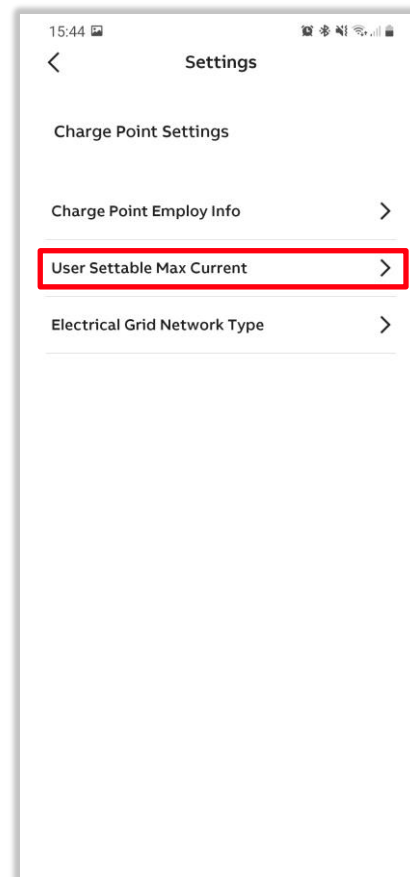 15:44
Settings
Charge Point Settings
Charge Point Employ Info
User Settable Max Current
Electrical Grid Network Type